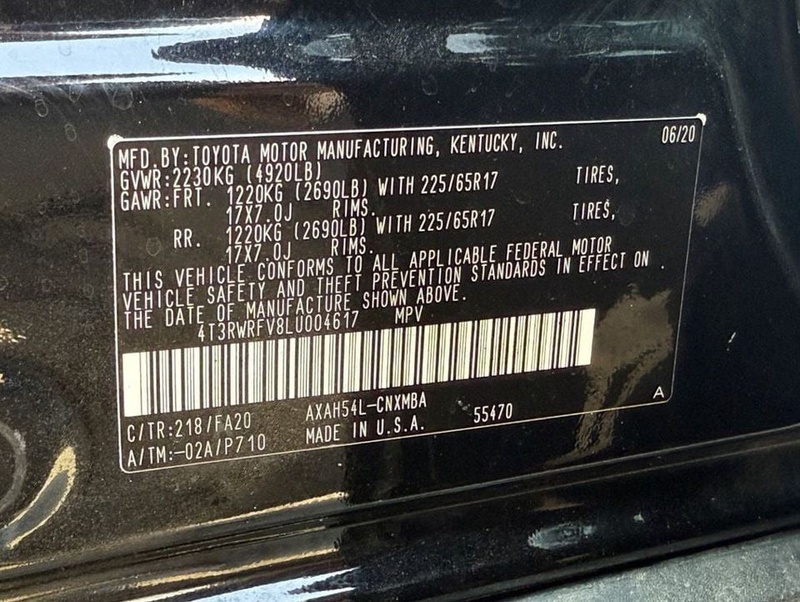 MFD. BY: TOYOTA MOTOR MANUFACTURING, KENTUCKY, INC. 06/20
GVWR: 2230KG (4920LB)
GAWR: FRT. 1220KG (2690LB) WITH 225/65R17 TIRES,
17X7.0J RIMS.
RR. 1220KG (2690LB) WITH 225/65R17 TIRES,
17X7.0J RIMS.
THIS VEHICLE CONFORMS TO ALL APPLICABLE FEDERAL MOTOR
VEHICLE SAFETY AND THEFT PREVENTION STANDARDS IN EFFECT ON
THE DATE OF MANUFACTURE SHOWN ABOVE.
4T3RWRFV8LU004617 MPV
C/TR:218/FA20 AXAH54L-CNXMBA 55470 A
A/TM:-02A/P710 MADE IN U.S.A.